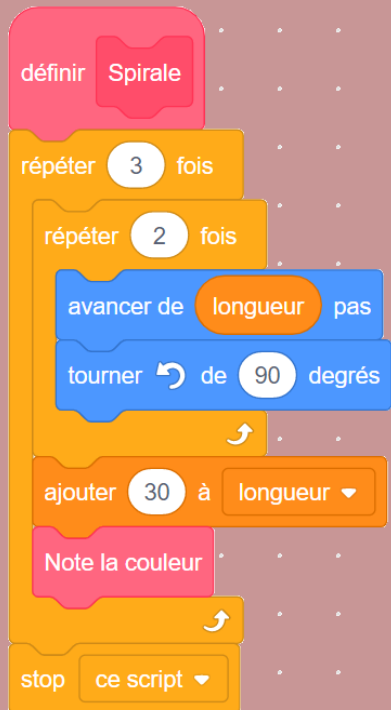 définir Spirale
répéter 3 fois
répéter 2 fois
avancer de longueur pas
tourner de 90 degrés
ajouter 30 à longueur
Note la couleur
stop ce script